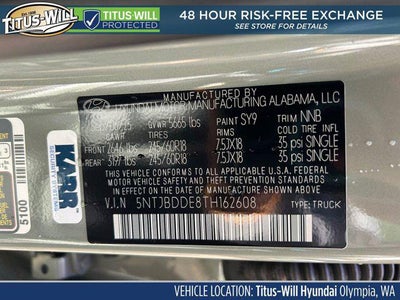 TITUS-WILL
TITUS-WILL
PROTECTED
48 HOUR RISK-FREE EXCHANGE
SEE STORE FOR DETAILS
MANUFACTURED BY
MOTOR MANUFACTURING ALABAMA, LLC
GVWR 5665 lbs PAINT SY9 TRIM NNB
TIRES RIMS COLD
FRONT 2646 lbs 245/60R18 7.5JX18 35 psi SINGLE
REAR 3197 lbs 245/60R18 7.5JX18 35 psi SINGLE
THIS VEHICLE CONFORMS TO ALL APPLICABLE U.S.A. FEDERAL
MOTOR VEHICLE SAFETY, BUMPER, AND THEFT PREVENTION
STANDARDS IN EFFECT ON THE DATE OF MANUFACTURE SHOWN ABOVE.
V.I.N 5NTJBDDE8TH162608 TYPE: TRUCK
KARR
5100
VEHICLE LOCATION: Titus-Will Hyundai Olympia, WA